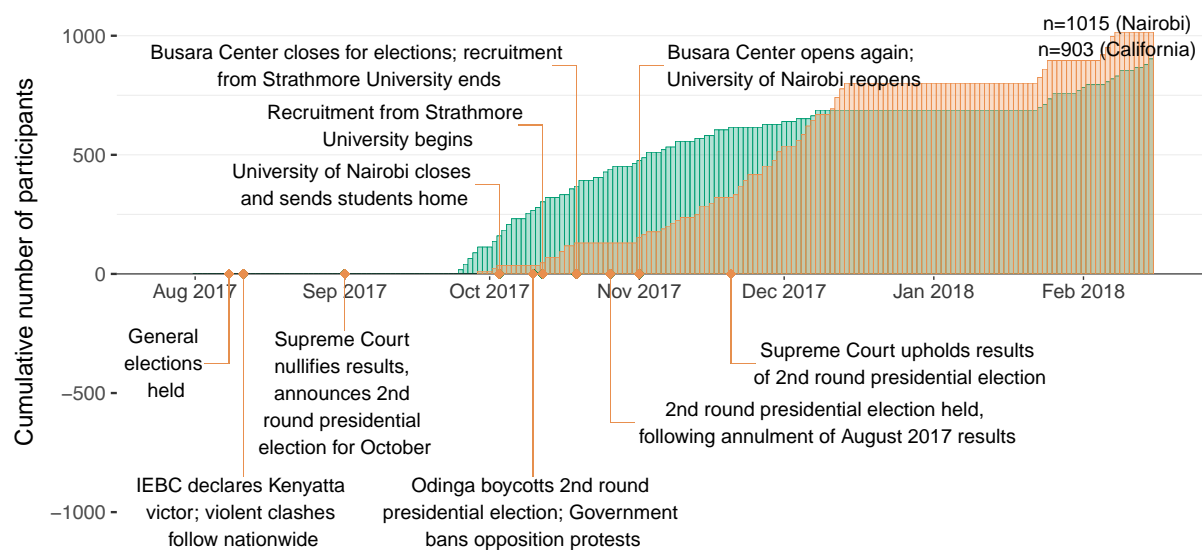 n=1015 (Nairobi)
n=903 (California)
1000
500
0
−500
−1000
Cumulative number of participants
Busara Center closes for elections; recruitment
from Strathmore University ends
Busara Center opens again;
University of Nairobi reopens
Recruitment from Strathmore
University begins
University of Nairobi closes
and sends students home
Aug 2017
Sep 2017
Oct 2017
Nov 2017
Dec 2017
Jan 2018
Feb 2018
General
elections
held
Supreme Court
nullifies results,
announces 2nd
round presidential
election for October
Supreme Court upholds results
of 2nd round presidential election
2nd round presidential election held,
following annulment of August 2017 results
IEBC declares Kenyatta
victor; violent clashes
follow nationwide
Odinga boycotts 2nd round
presidential election; Government
bans opposition protests